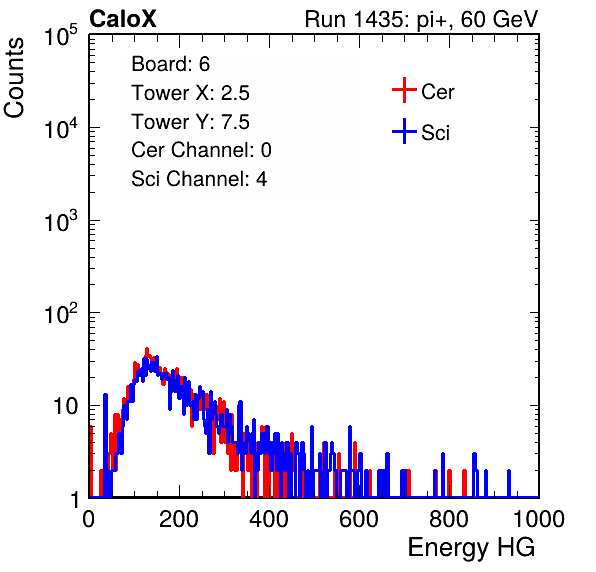 CaloX Run 1435: pi+, 60 GeV
Counts
Board: 6
Tower X: 2.5
Tower Y: 7.5
Cer Channel: 0
Sci Channel: 4
Cer
Sci
10^5
10^4
10^3
10^2
10
1
0 200 400 600 800 1000
Energy HG